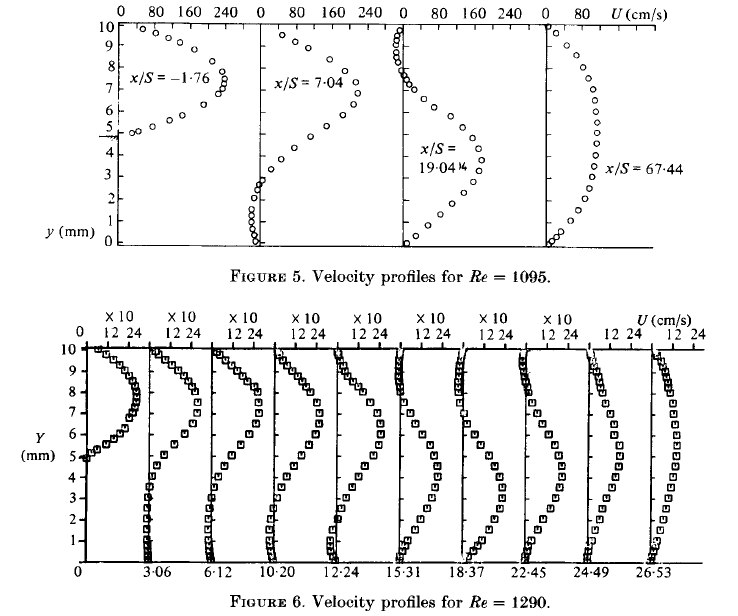 0 80 160 240 0 80 160 240 0 80 160 0 80 U (cm/s)
10
9
8
7
6
5
4
3
2
1
0
y (mm)
x/S = −1·76
x/S = 7·04
x/S =
19.04¼
x/S = 67·44
FIGURE 5. Velocity profiles for Re = 1095.
× 10 × 10 × 10 × 10 × 10 × 10 × 10 × 10 U (cm/s)
0 12 24 12 24 12 24 12 24 12 24 12 24 12 24 12 24 12 24 12 24
10
9
8
7
6
5
4
3
2
1
0
Y
(mm)
3·06 6·12 10·20 12·24 15·31 18·37 22·45 24·49 26·53
FIGURE 6. Velocity profiles for Re = 1290.